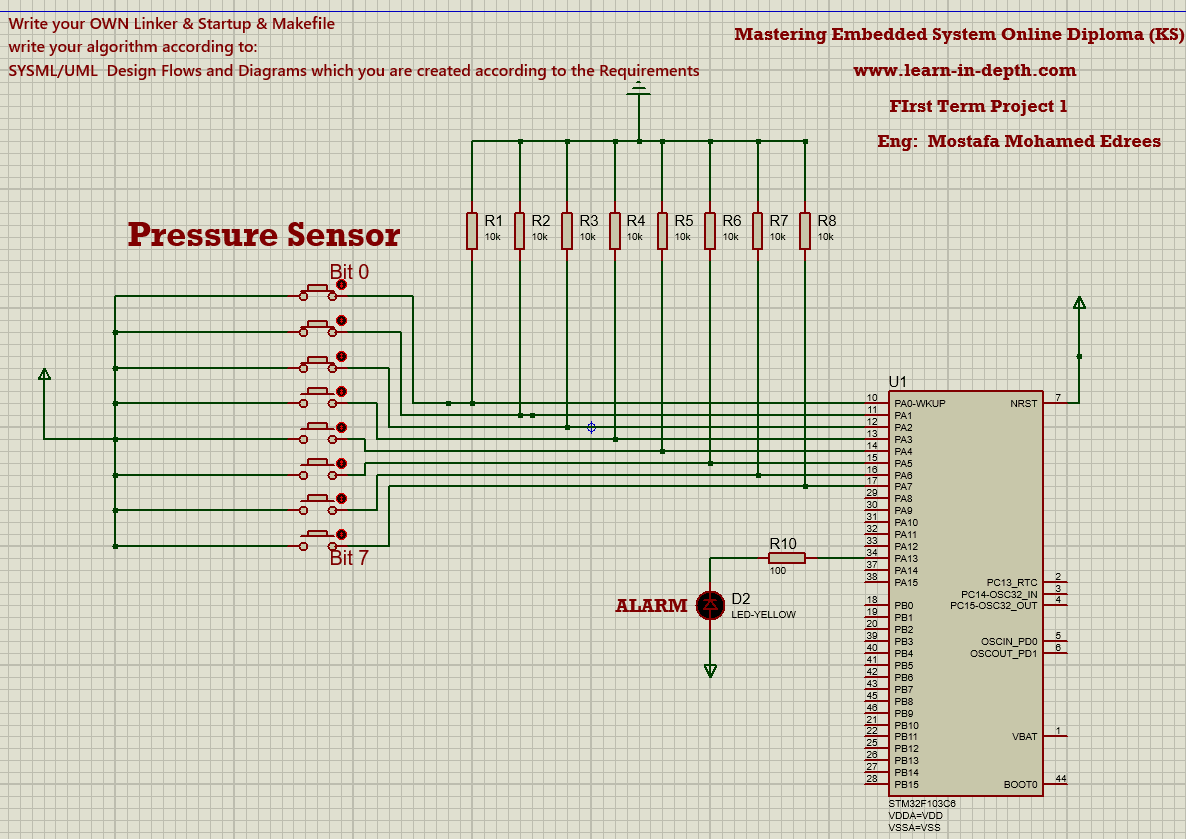 Write your OWN Linker & Startup & Makefile
write your algorithm according to:
SYSML/UML Design Flows and Diagrams which you are created according to the Requirements
Mastering Embedded System Online Diploma (KS)
www.learn-in-depth.com
FIrst Term Project 1
Eng: Mostafa Mohamed Edrees
Pressure Sensor
Bit 0
Bit 7
R1
10k
R2
10k
R3
10k
R4
10k
R5
10k
R6
10k
R7
10k
R8
10k
R10
100
ALARM
D2
LED-YELLOW
U1
10 PA0-WKUP
11 PA1
12 PA2
13 PA3
14 PA4
15 PA5
16 PA6
17 PA7
29 PA8
30 PA9
31 PA10
32 PA11
33 PA12
34 PA13
37 PA14
38 PA15
18 PB0
19 PB1
20 PB2
39 PB3
40 PB4
41 PB5
42 PB6
43 PB7
45 PB8
46 PB9
21 PB10
22 PB11
25 PB12
26 PB13
27 PB14
28 PB15
NRST 7
PC13_RTC 2
PC14-OSC32_IN 3
PC15-OSC32_OUT 4
OSCIN_PD0 5
OSCOUT_PD1 6
VBAT 1
BOOT0 44
STM32F103C6
VDDA=VDD
VSSA=VSS